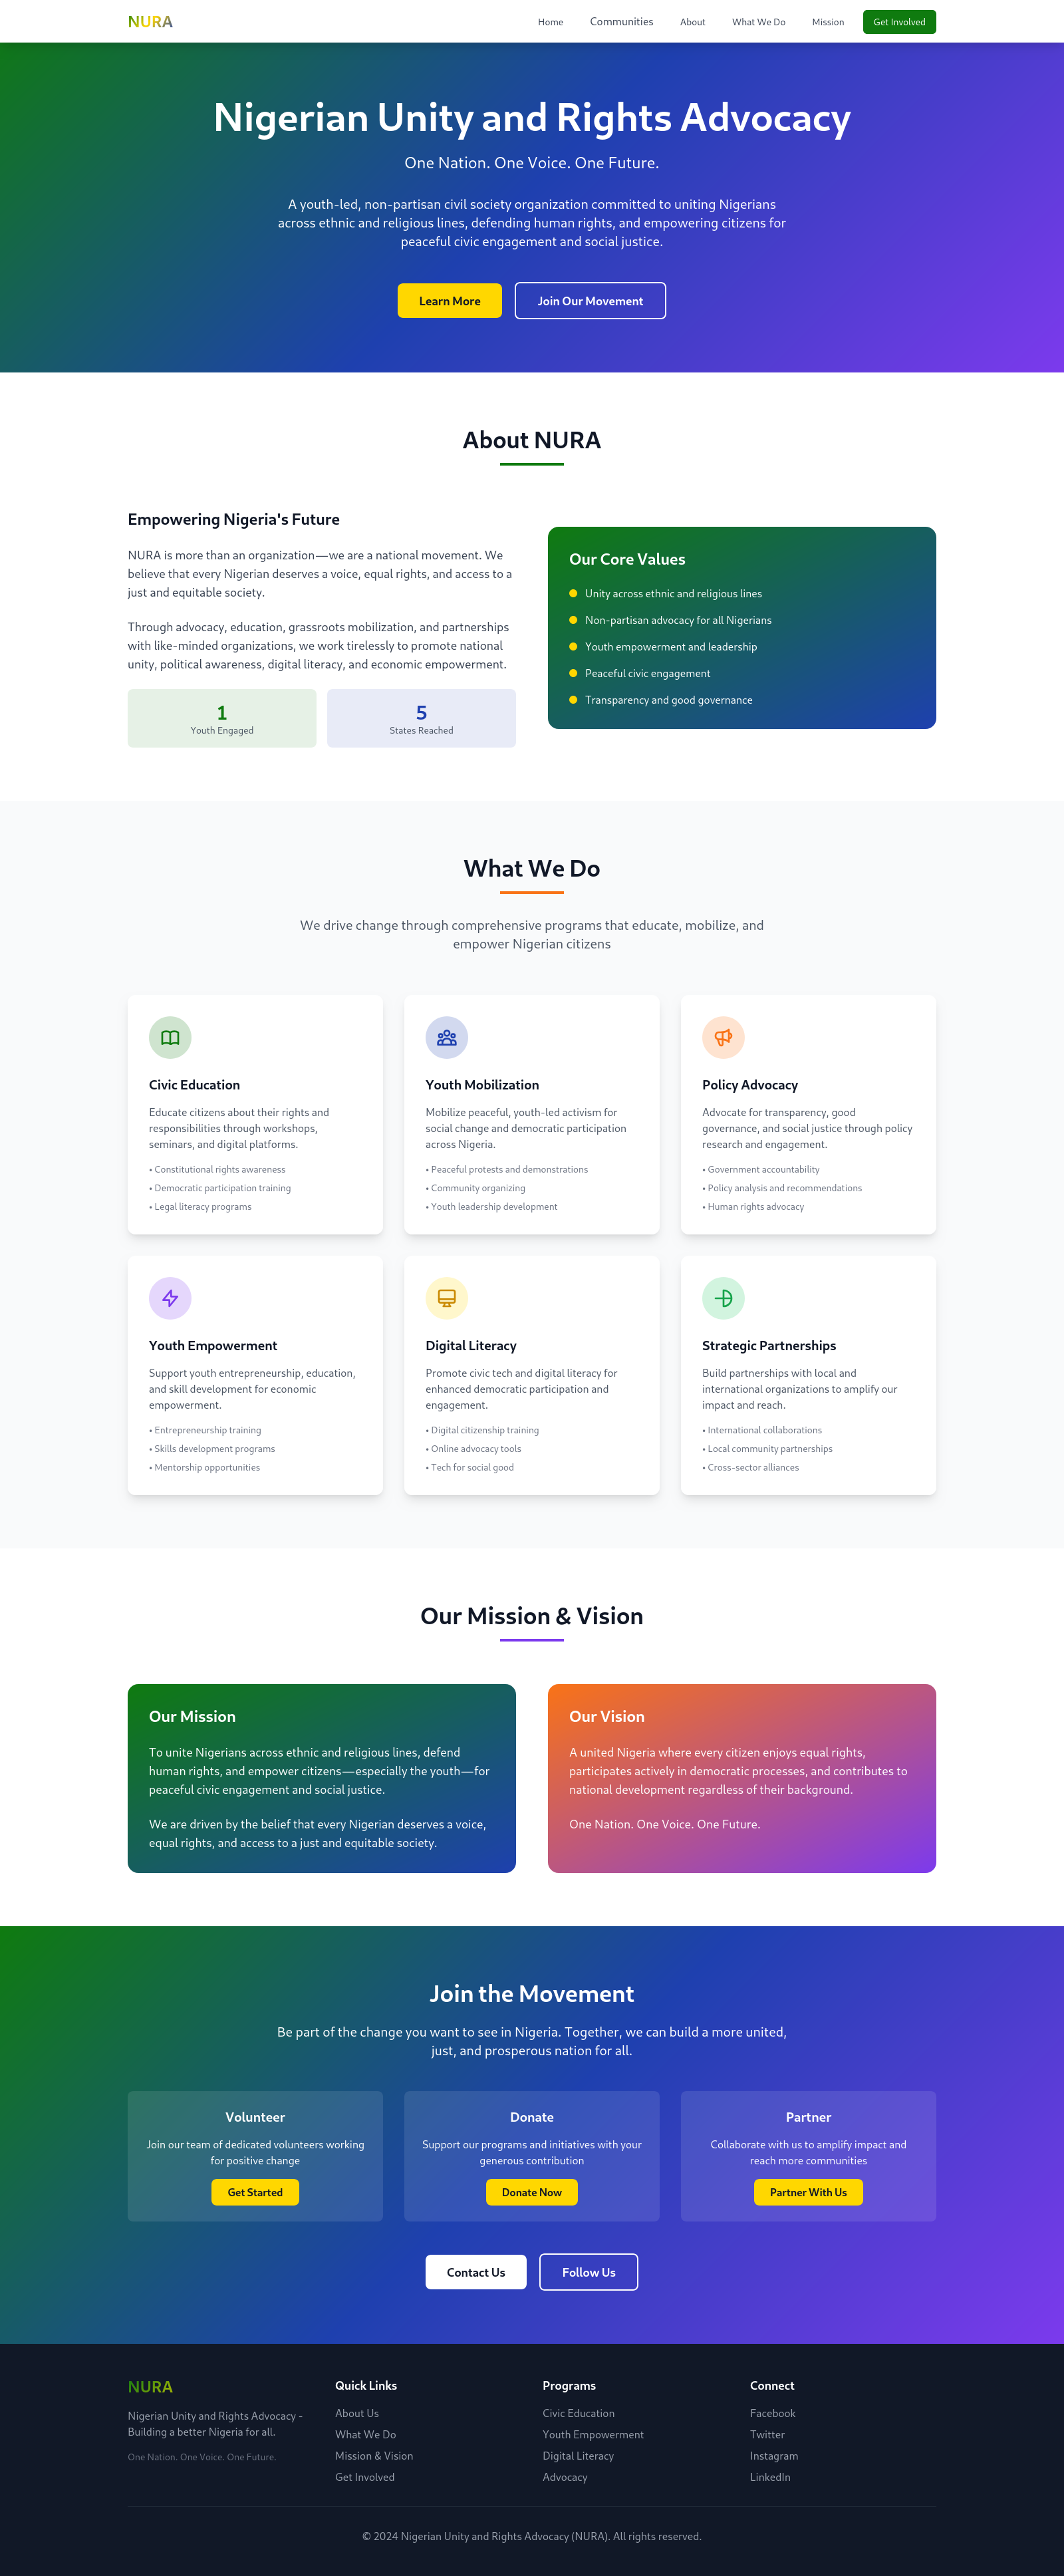 NURA
Home
Communities
About
What We Do
Mission
Get Involved
Nigerian Unity and Rights Advocacy
One Nation. One Voice. One Future.
A youth-led, non-partisan civil society organization committed to uniting Nigerians
across ethnic and religious lines, defending human rights, and empowering citizens for
peaceful civic engagement and social justice.
Learn More
Join Our Movement
About NURA
Empowering Nigeria's Future
NURA is more than an organization—we are a national movement. We
believe that every Nigerian deserves a voice, equal rights, and access to a
just and equitable society.
Through advocacy, education, grassroots mobilization, and partnerships
with like-minded organizations, we work tirelessly to promote national
unity, political awareness, digital literacy, and economic empowerment.
1
Youth Engaged
5
States Reached
Our Core Values
Unity across ethnic and religious lines
Non-partisan advocacy for all Nigerians
Youth empowerment and leadership
Peaceful civic engagement
Transparency and good governance
What We Do
We drive change through comprehensive programs that educate, mobilize, and
empower Nigerian citizens
Civic Education
Educate citizens about their rights and
responsibilities through workshops,
seminars, and digital platforms.
• Constitutional rights awareness
• Democratic participation training
• Legal literacy programs
Youth Mobilization
Mobilize peaceful, youth-led activism for
social change and democratic participation
across Nigeria.
• Peaceful protests and demonstrations
• Community organizing
• Youth leadership development
Policy Advocacy
Advocate for transparency, good
governance, and social justice through policy
research and engagement.
• Government accountability
• Policy analysis and recommendations
• Human rights advocacy
Youth Empowerment
Support youth entrepreneurship, education,
and skill development for economic
empowerment.
• Entrepreneurship training
• Skills development programs
• Mentorship opportunities
Digital Literacy
Promote civic tech and digital literacy for
enhanced democratic participation and
engagement.
• Digital citizenship training
• Online advocacy tools
• Tech for social good
Strategic Partnerships
Build partnerships with local and
international organizations to amplify our
impact and reach.
• International collaborations
• Local community partnerships
• Cross-sector alliances
Our Mission & Vision
Our Mission
To unite Nigerians across ethnic and religious lines, defend
human rights, and empower citizens—especially the youth—for
peaceful civic engagement and social justice.
We are driven by the belief that every Nigerian deserves a voice,
equal rights, and access to a just and equitable society.
Our Vision
A united Nigeria where every citizen enjoys equal rights,
participates actively in democratic processes, and contributes to
national development regardless of their background.
One Nation. One Voice. One Future.
Join the Movement
Be part of the change you want to see in Nigeria. Together, we can build a more united,
just, and prosperous nation for all.
Volunteer
Join our team of dedicated volunteers working
for positive change
Get Started
Donate
Support our programs and initiatives with your
generous contribution
Donate Now
Partner
Collaborate with us to amplify impact and
reach more communities
Partner With Us
Contact Us
Follow Us
NURA
Nigerian Unity and Rights Advocacy -
Building a better Nigeria for all.
One Nation. One Voice. One Future.
Quick Links
About Us
What We Do
Mission & Vision
Get Involved
Programs
Civic Education
Youth Empowerment
Digital Literacy
Advocacy
Connect
Facebook
Twitter
Instagram
LinkedIn
© 2024 Nigerian Unity and Rights Advocacy (NURA). All rights reserved.